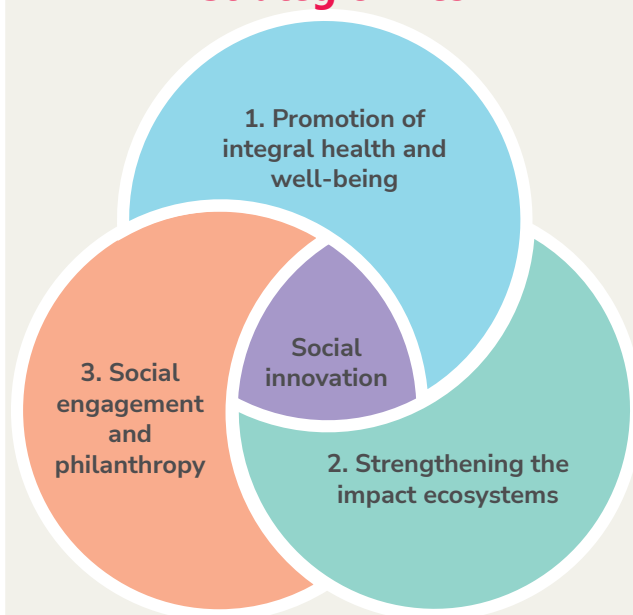 1. Promotion of
integral health and
well-being
Social
innovation
3. Social
engagement
and
philanthropy
2. Strengthening the
impact ecosystems